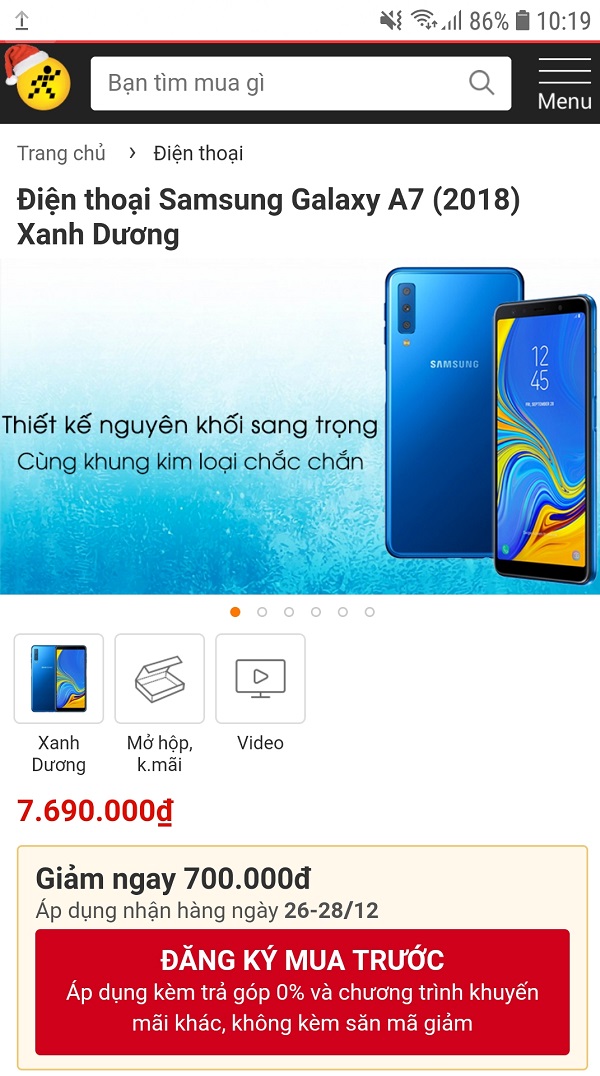 86% 10:19
Bạn tìm mua gì
Menu
Trang chủ › Điện thoại
Điện thoại Samsung Galaxy A7 (2018)
Xanh Dương
SAMSUNG
12
45
Thiết kế nguyên khối sang trọng
Cùng khung kim loại chắc chắn
Xanh
Dương
Mở hộp,
k.mãi
Video
7.690.000₫
Giảm ngay 700.000đ
Áp dụng nhận hàng ngày 26-28/12
ĐĂNG KÝ MUA TRƯỚC
Áp dụng kèm trả góp 0% và chương trình khuyến
mãi khác, không kèm săn mã giảm